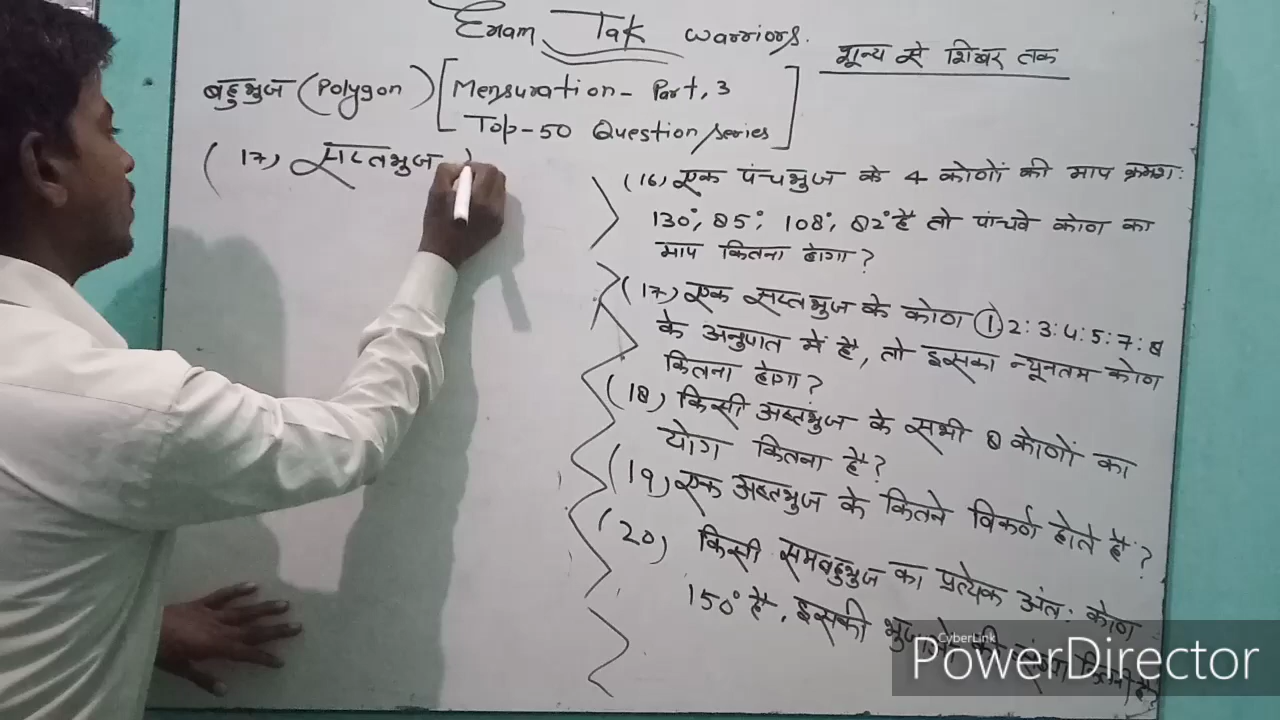 Exam Tak warriors.
शून्य से शिखर तक
बहुभुज (Polygon) [Mensuration - Part, 3
Top-50 Question series]
(17) सप्तभुज
(16) एक पंचभुज के 4 कोणों की माप क्रमशः
130°, 85°, 108°, 82° है तो पांचवे कोण का
माप कितना होगा ?
(17) एक सप्तभुज के कोण 1 2:3:4:5:7:8
के अनुपात में है, तो इसका न्यूनतम कोण
कितना होगा ?
(18) किसी अष्टभुज के सभी 8 कोणों का
योग कितना है ?
(19) एक अष्टभुज के कितने विकर्ण होते हैं ?
(20) किसी समबहुभुज का प्रत्येक अंतः कोण
150° है. इसकी
CyberLink
PowerDirector